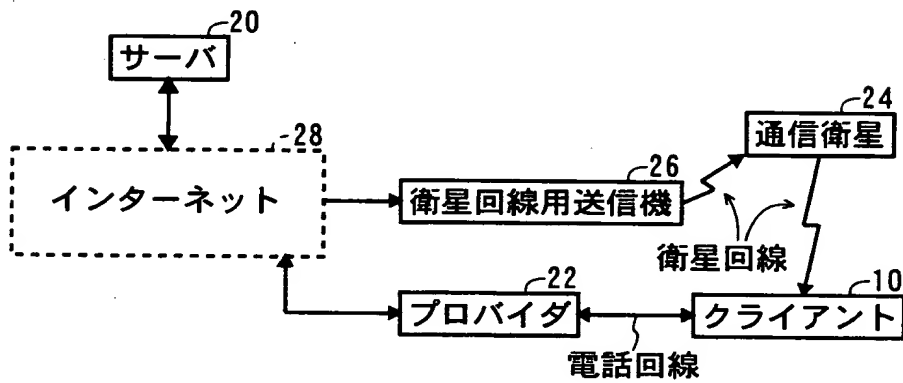 20
サーバ
24
通信衛星
28
インターネット
26
衛星回線用送信機
衛星回線
22
プロバイダ
10
クライアント
電話回線